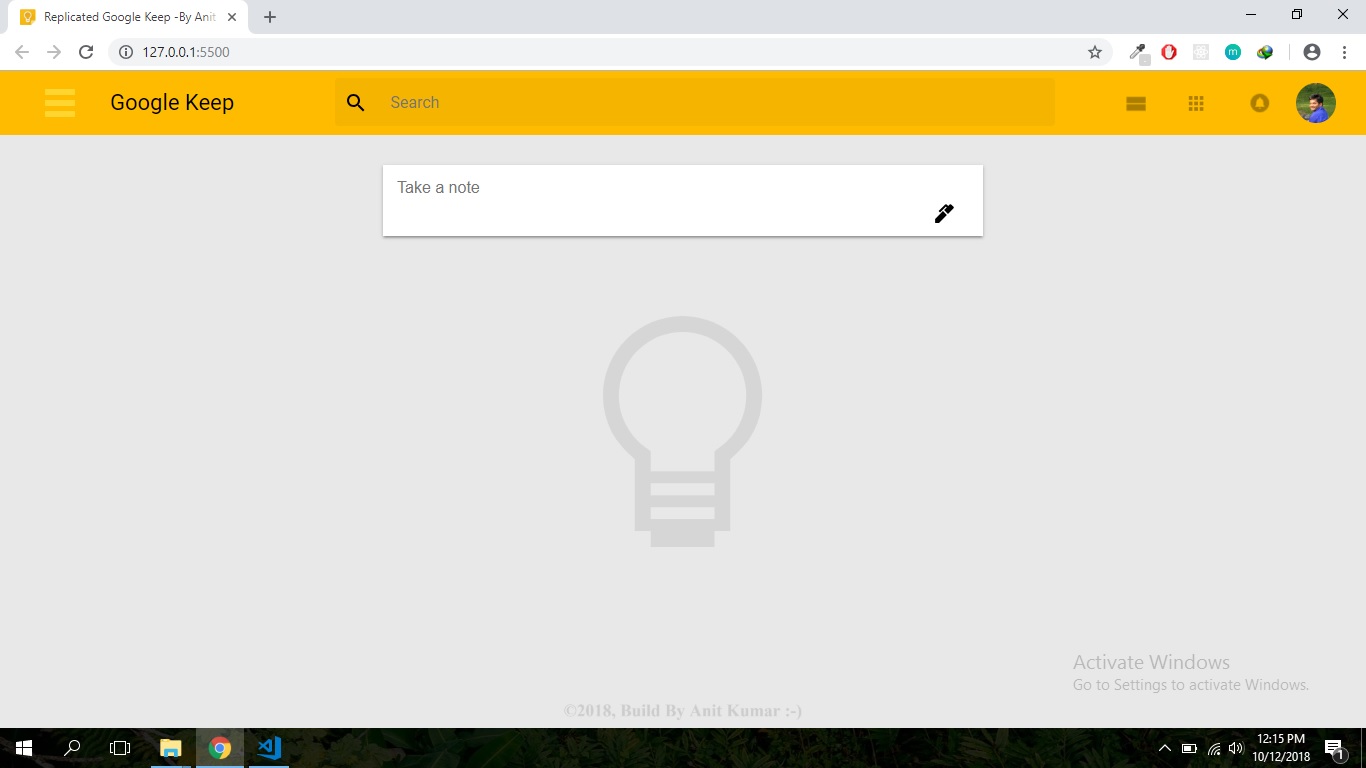 Replicated Google Keep -By Anit
127.0.0.1:5500
m
Google Keep
Search
Take a note
Activate Windows
Go to Settings to activate Windows.
©2018, Build By Anit Kumar :-)
12:15 PM
10/12/2018
1